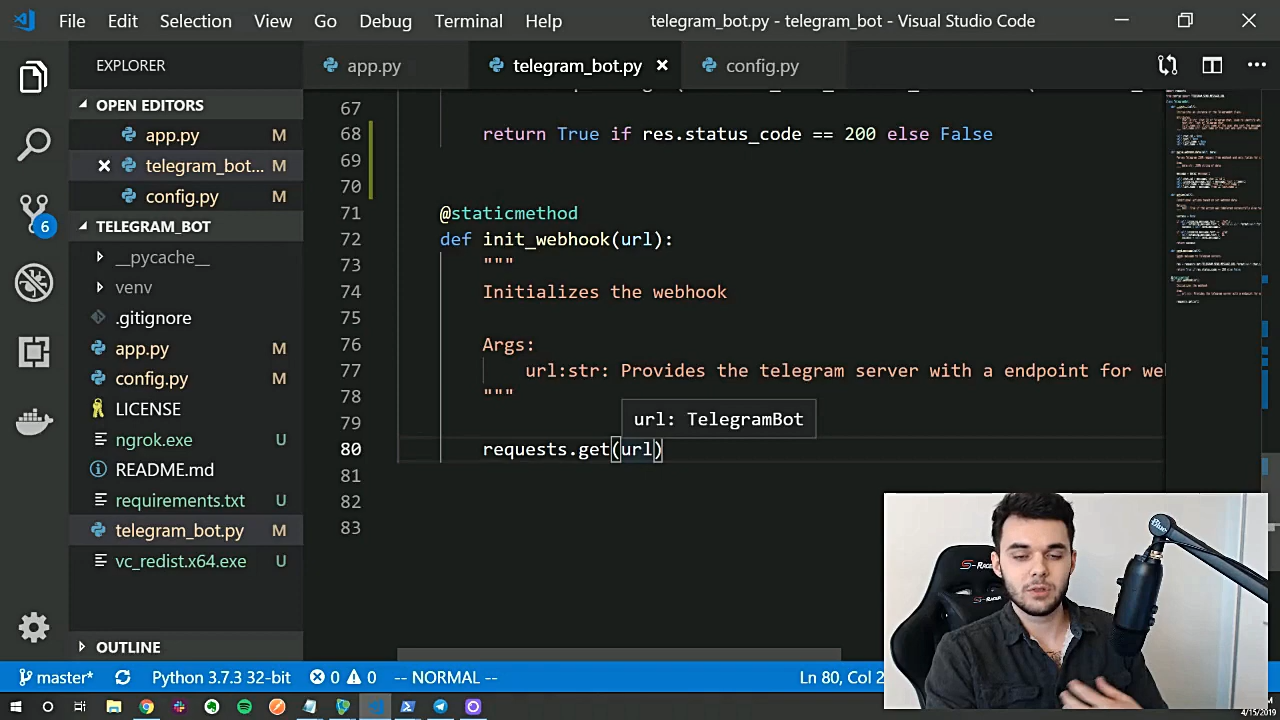 File Edit Selection View Go Debug Terminal Help
telegram_bot.py - telegram_bot - Visual Studio Code
EXPLORER
OPEN EDITORS
app.py M
telegram_bot... M
config.py M
TELEGRAM_BOT
__pycache__
venv
.gitignore
app.py M
config.py M
LICENSE
ngrok.exe U
README.md
requirements.txt U
telegram_bot.py M
vc_redist.x64.exe U
OUTLINE
6
app.py
telegram_bot.py
config.py
67
68 return True if res.status_code == 200 else False
69
70
71 @staticmethod
72 def init_webhook(url):
73 """
74 Initializes the webhook
75
76 Args:
77 url:str: Provides the telegram server with a endpoint for we
78 """
79
url: TelegramBot
80 requests.get(url)
81
82
83
Blue
S-RACER
master* Python 3.7.3 32-bit 0 0 -- NORMAL -- Ln 80, Col 2
4/15/2019